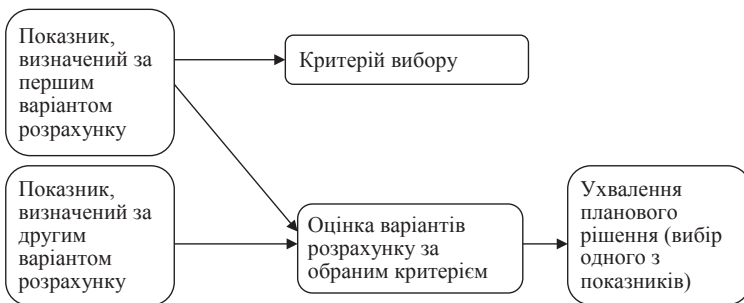 Показник,
визначений за
першим
варіантом
розрахунку
Критерій вибору
Показник,
визначений за
другим
варіантом
розрахунку
Оцінка варіантів
розрахунку за
обраним критерієм
Ухвалення
планового
рішення (вибір
одного з
показників)